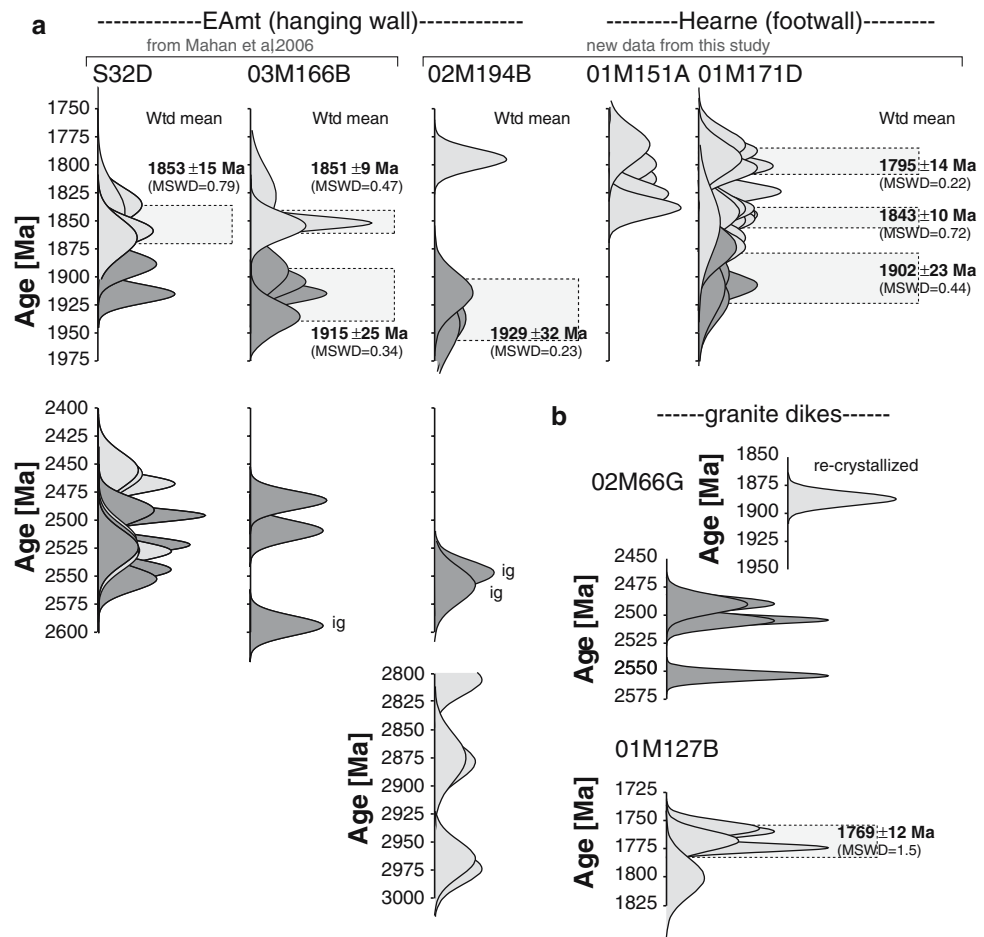 a
------------EAmt (hanging wall)------------
------------Hearne (footwall)------------
from Mahan et al,2006
new data from this study
S32D
03M166B
02M194B
01M151A
01M171D
Age [Ma]
1750
1775
1800
1825
1850
1875
1900
1925
1950
1975
Wtd mean
1853 ±15 Ma
(MSWD=0.79)
Wtd mean
1851 ±9 Ma
(MSWD=0.47)
1915 ±25 Ma
(MSWD=0.34)
Wtd mean
1929 ±32 Ma
(MSWD=0.23)
Wtd mean
1795 ±14 Ma
(MSWD=0.22)
1843 ±10 Ma
(MSWD=0.72)
1902 ±23 Ma
(MSWD=0.44)
Age [Ma]
2400
2425
2450
2475
2500
2525
2550
2575
2600
ig
ig
ig
Age [Ma]
2800
2825
2850
2875
2900
2925
2950
2975
3000
b
------granite dikes------
02M66G
Age [Ma]
1850
1875
1900
1925
1950
re-crystallized
Age [Ma]
2450
2475
2500
2525
2550
2575
01M127B
Age [Ma]
1725
1750
1775
1800
1825
1769 ±12 Ma
(MSWD=1.5)